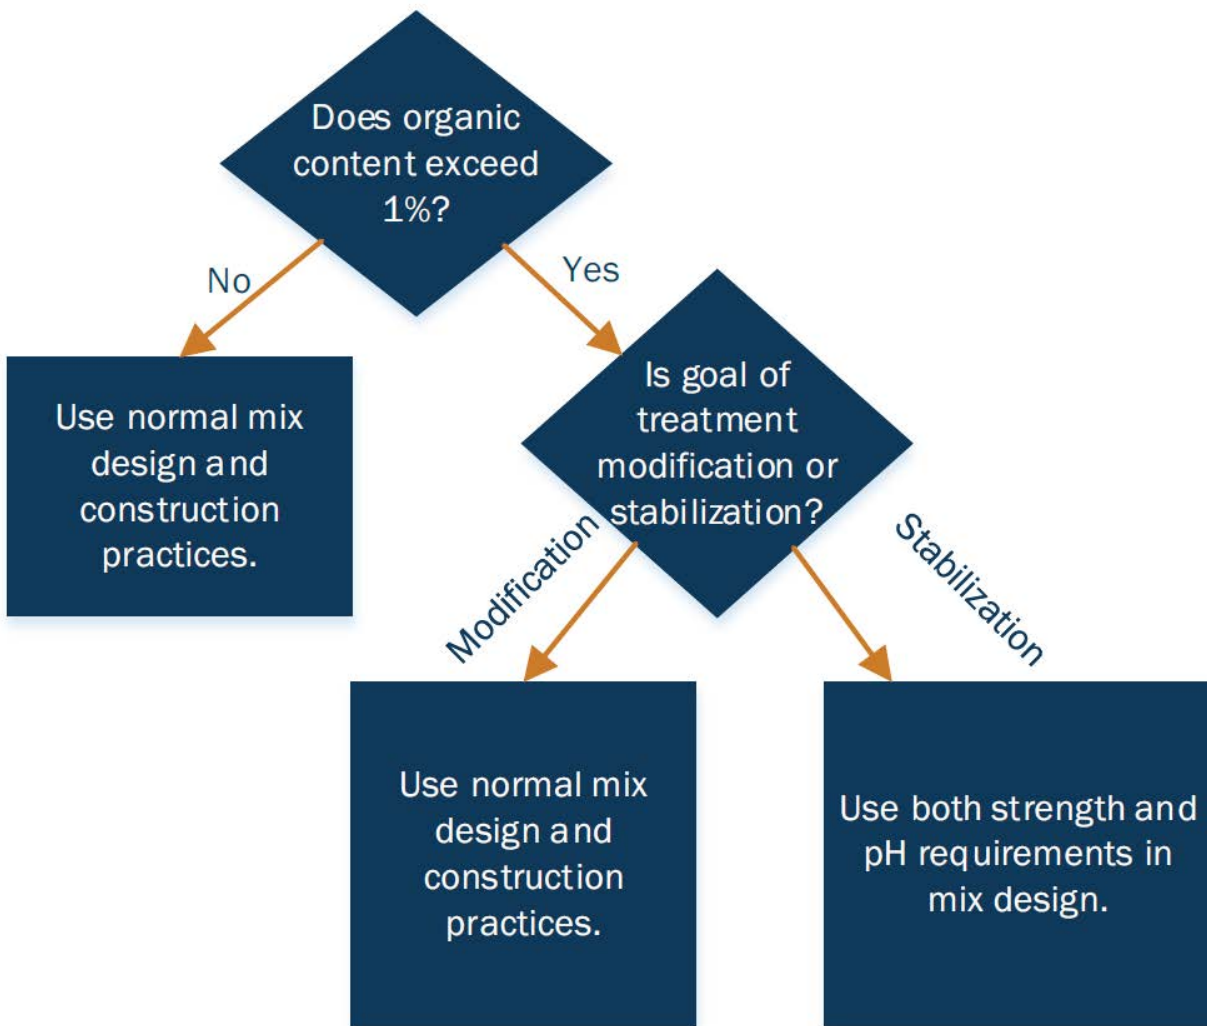 Does organic
content exceed
1%?
No
Yes
Use normal mix
design and
construction
practices.
Is goal of
treatment
modification or
stabilization?
Modification
Stabilization
Use normal mix
design and
construction
practices.
Use both strength and
pH requirements in
mix design.